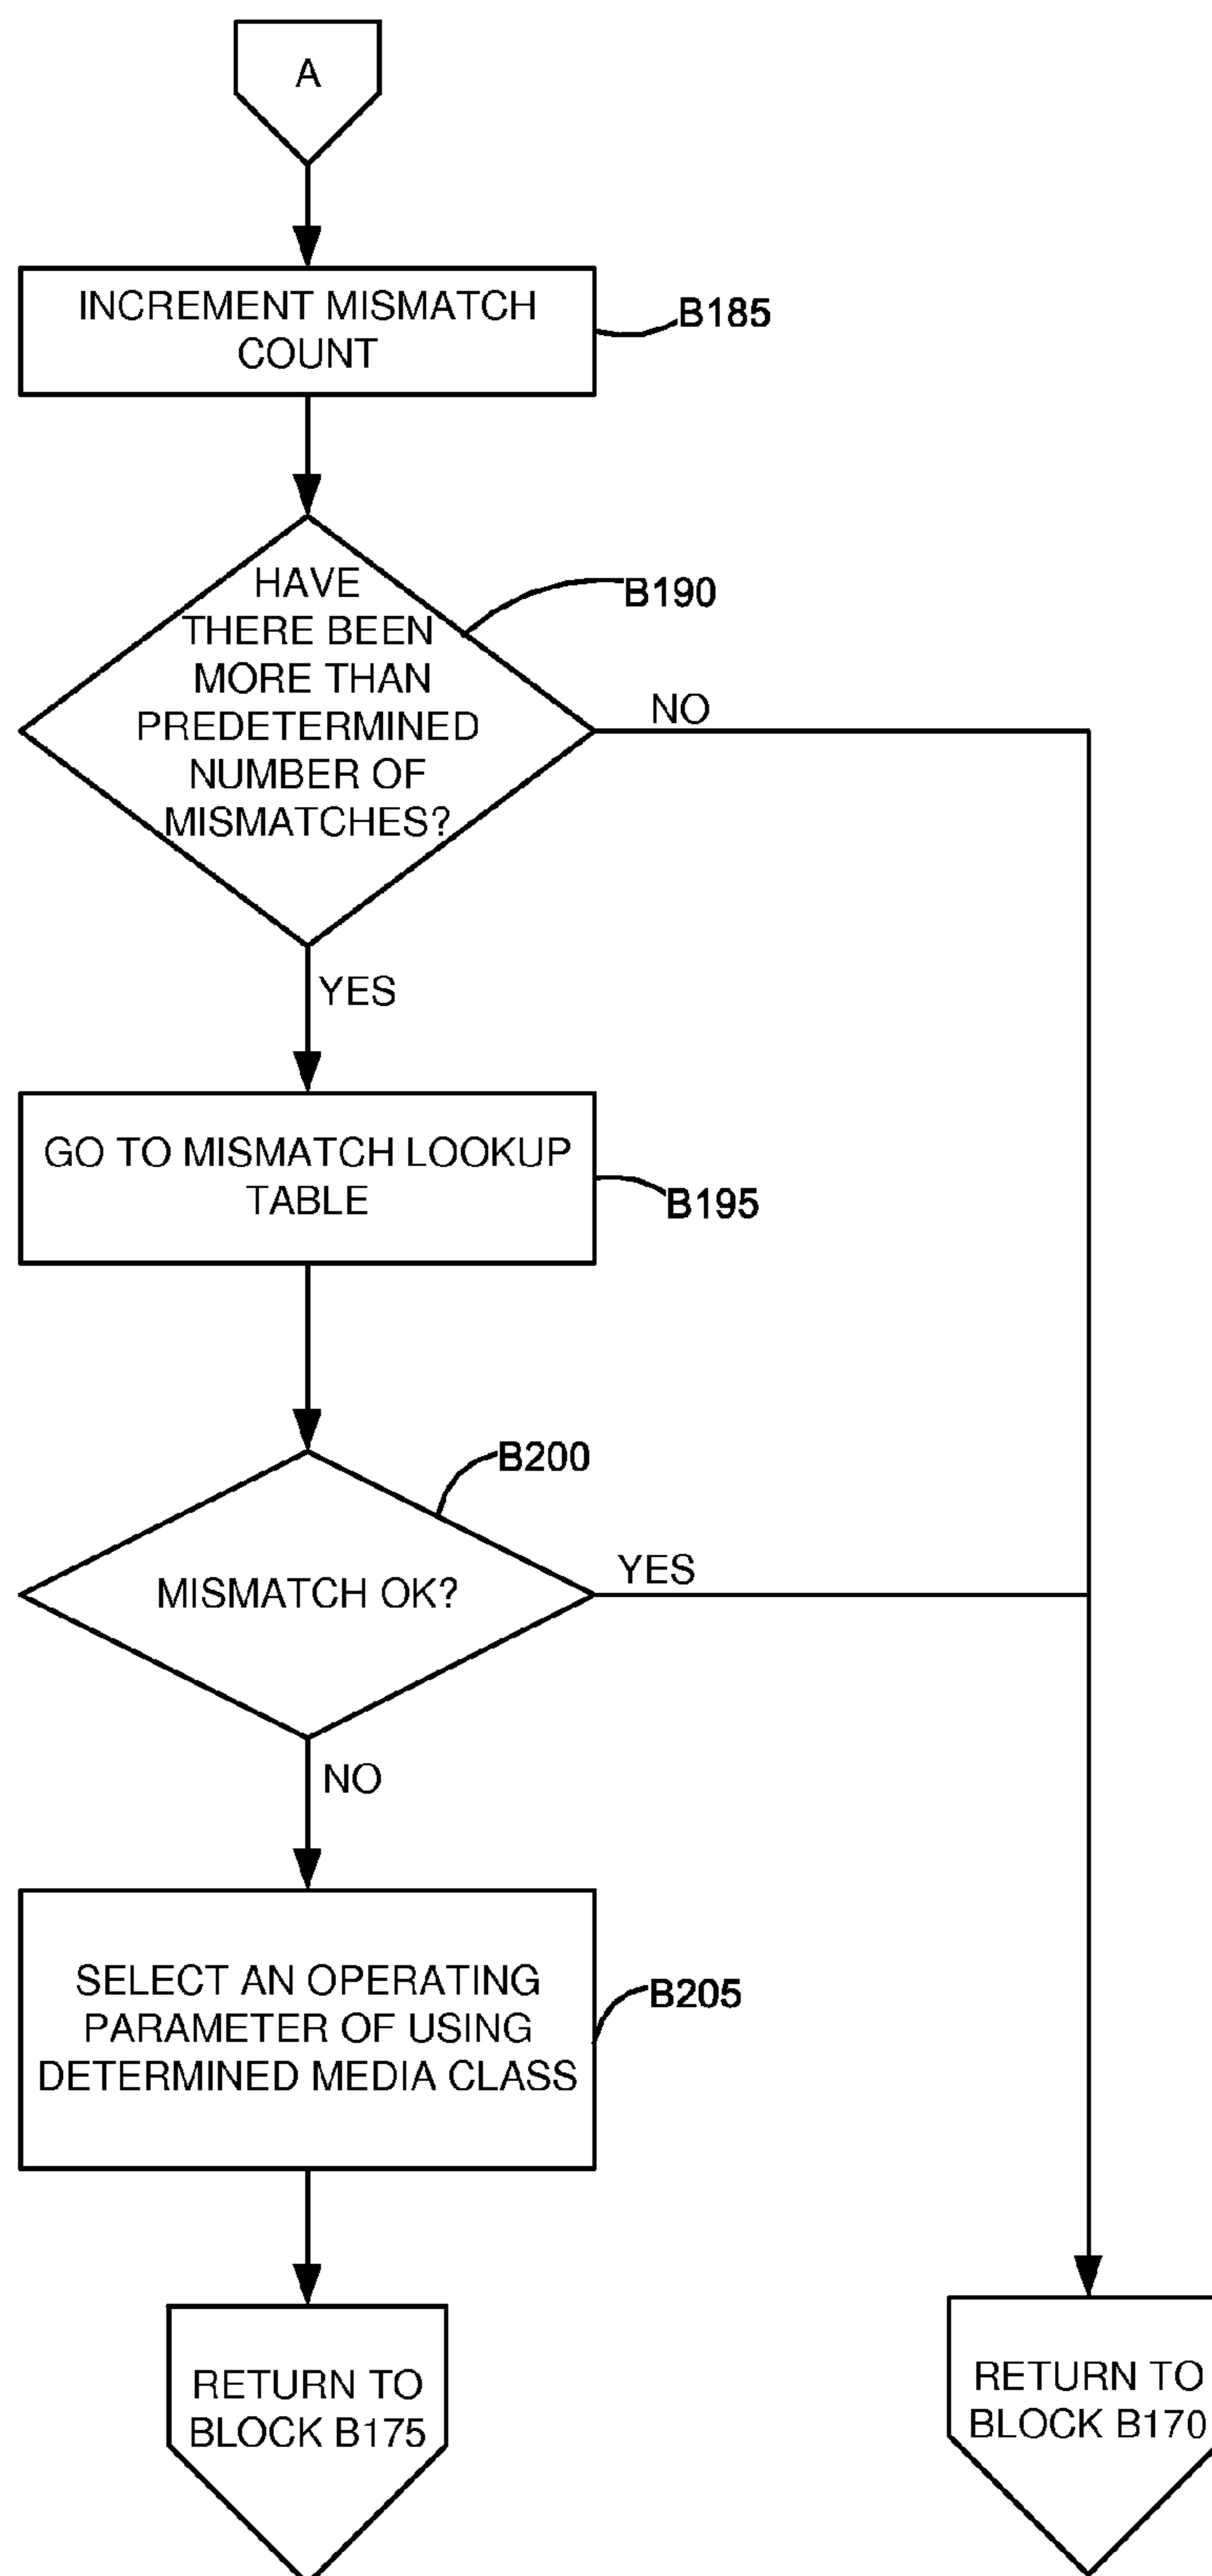 A
INCREMENT MISMATCH
COUNT
B185
HAVE
THERE BEEN
MORE THAN
PREDETERMINED
NUMBER OF
MISMATCHES?
B190
NO
YES
GO TO MISMATCH LOOKUP
TABLE
B195
MISMATCH OK?
B200
YES
NO
SELECT AN OPERATING
PARAMETER OF USING
DETERMINED MEDIA CLASS
B205
RETURN TO
BLOCK B175
RETURN TO
BLOCK B170